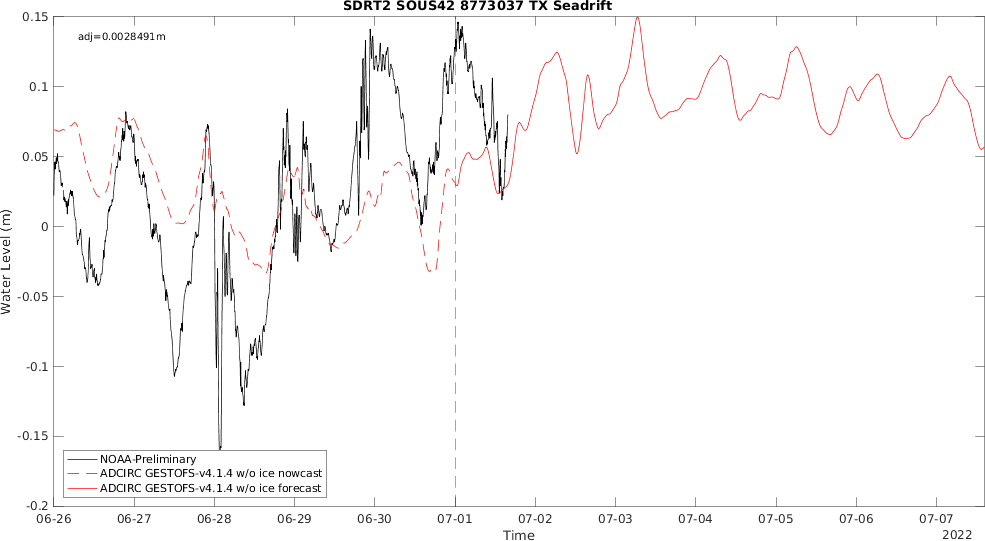 SDRT2 SOUS42 8773037 TX Seadrift
adj=0.0028491m
0.15
0.1
0.05
0
-0.05
-0.1
-0.15
-0.2
Water Level (m)
NOAA-Preliminary
ADCIRC GESTOFS-v4.1.4 w/o ice nowcast
ADCIRC GESTOFS-v4.1.4 w/o ice forecast
06-26 06-27 06-28 06-29 06-30 07-01 07-02 07-03 07-04 07-05 07-06 07-07
Time
2022